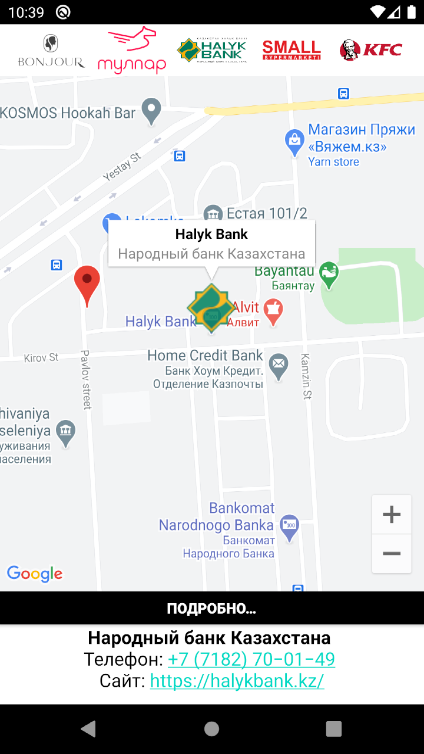 10:39
BONJOUR
муллар
HALYK BANK
SMALL
SUPERMARKETS
KFC
KOSMOS Hookah Bar
Yestay St
Магазин Пряжи
«Вяжем.кз»
Yarn store
Естая 101/2
Halyk Bank
Народный банк Казахстана
Bayantau
Баянтау
Alvit
Алвит
Halyk Bank
Kirov St
Pavlov street
Kamzin St
Home Credit Bank
Банк Хоум Кредит.
Отделение Казпочты
hivaniya
seleniya
уживания
населения
Bankomat
Narodnogo Banka
Банкомат
Народного Банка
+
−
Google
ПОДРОБНО...
Народный банк Казахстана
Телефон: +7 (7182) 70-01-49
Сайт: https://halykbank.kz/